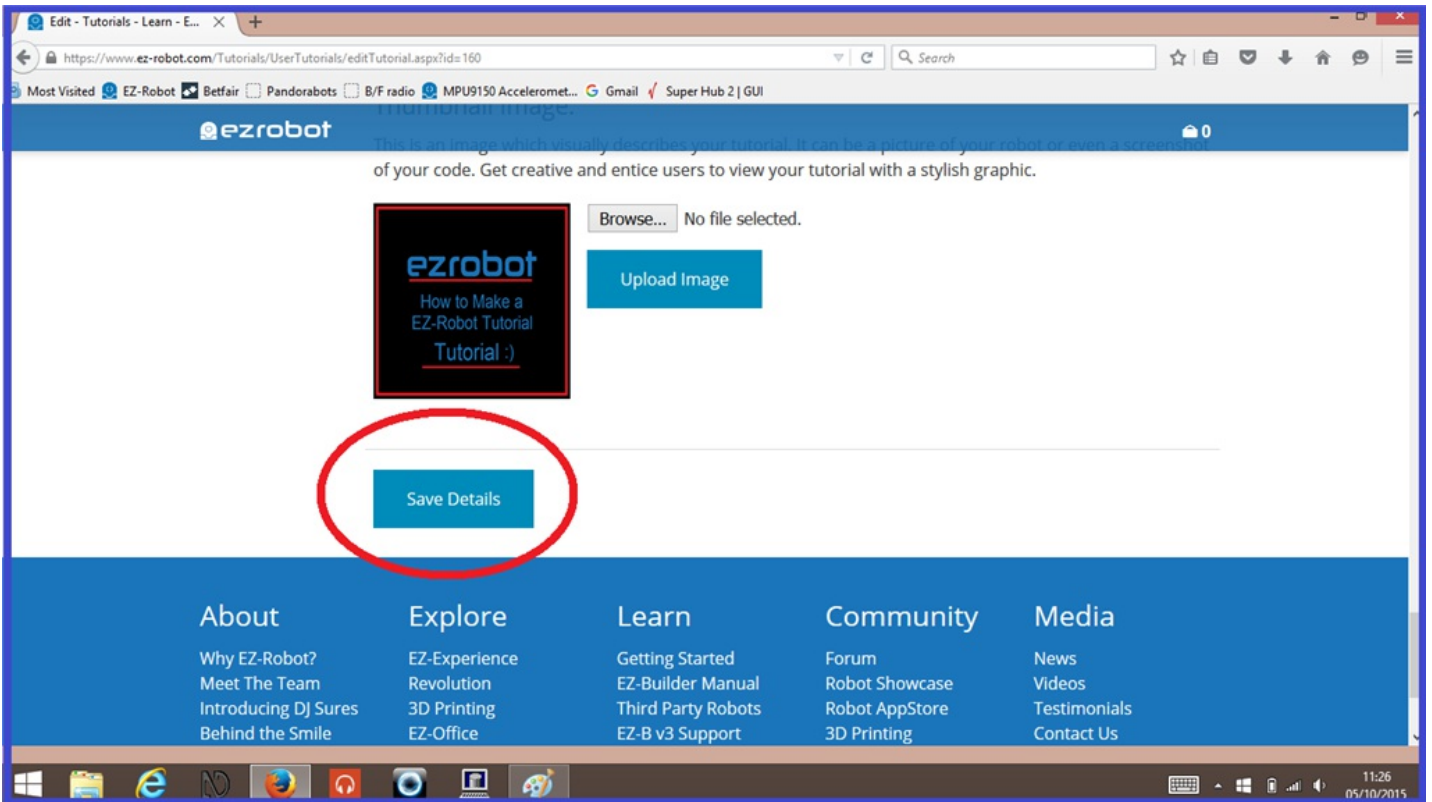 Edit - Tutorials - Learn - E...
https://www.ez-robot.com/Tutorials/UserTutorials/editTutorial.aspx?id=160
Search
Most Visited EZ-Robot Betfair Pandorabots B/F radio MPU9150 Acceleromet... Gmail Super Hub 2 | GUI
Thumbnail Image.
ezrobot
0
This is an image which visually describes your tutorial. It can be a picture of your robot or even a screenshot
of your code. Get creative and entice users to view your tutorial with a stylish graphic.
Browse... No file selected.
Upload Image
ezrobot
How to Make a
EZ-Robot Tutorial
Tutorial :)
Save Details
About
Why EZ-Robot?
Meet The Team
Introducing DJ Sures
Behind the Smile
Explore
EZ-Experience
Revolution
3D Printing
EZ-Office
Learn
Getting Started
EZ-Builder Manual
Third Party Robots
EZ-B v3 Support
Community
Forum
Robot Showcase
Robot AppStore
3D Printing
Media
News
Videos
Testimonials
Contact Us
11:26
05/10/2015